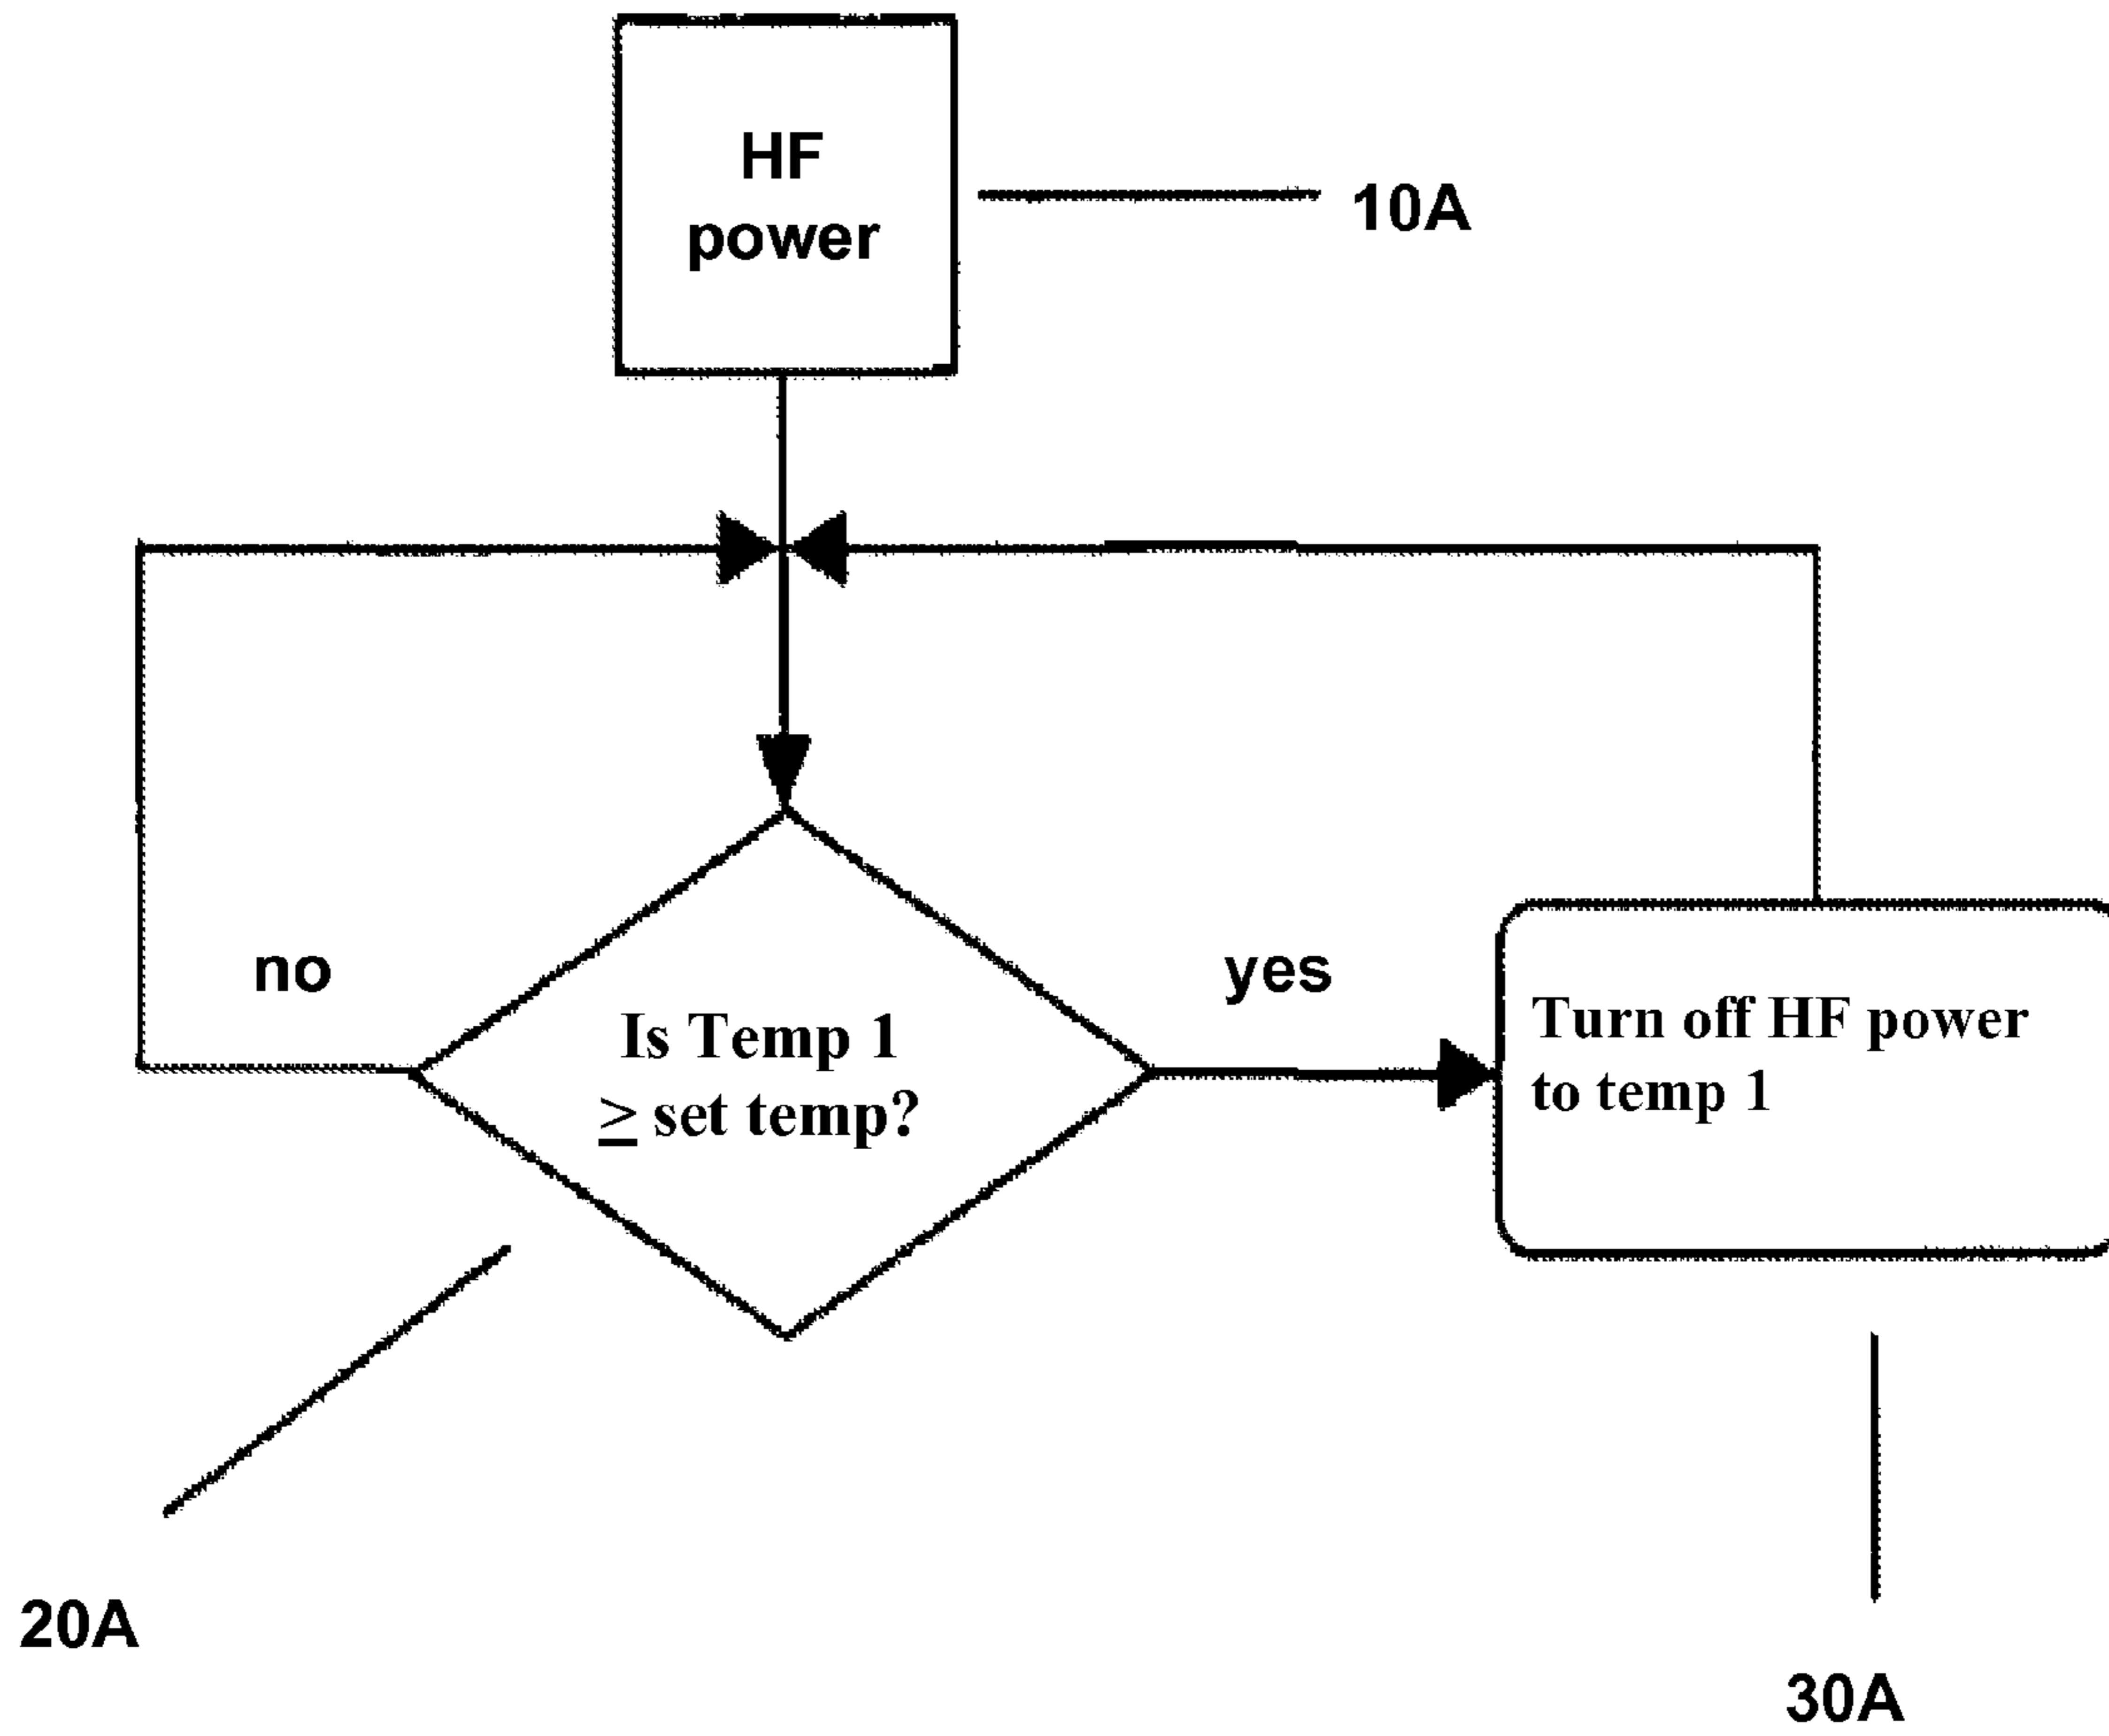 HF
power
10A
no
yes
Is Temp 1
≥ set temp?
Turn off HF power
to temp 1
20A
30A